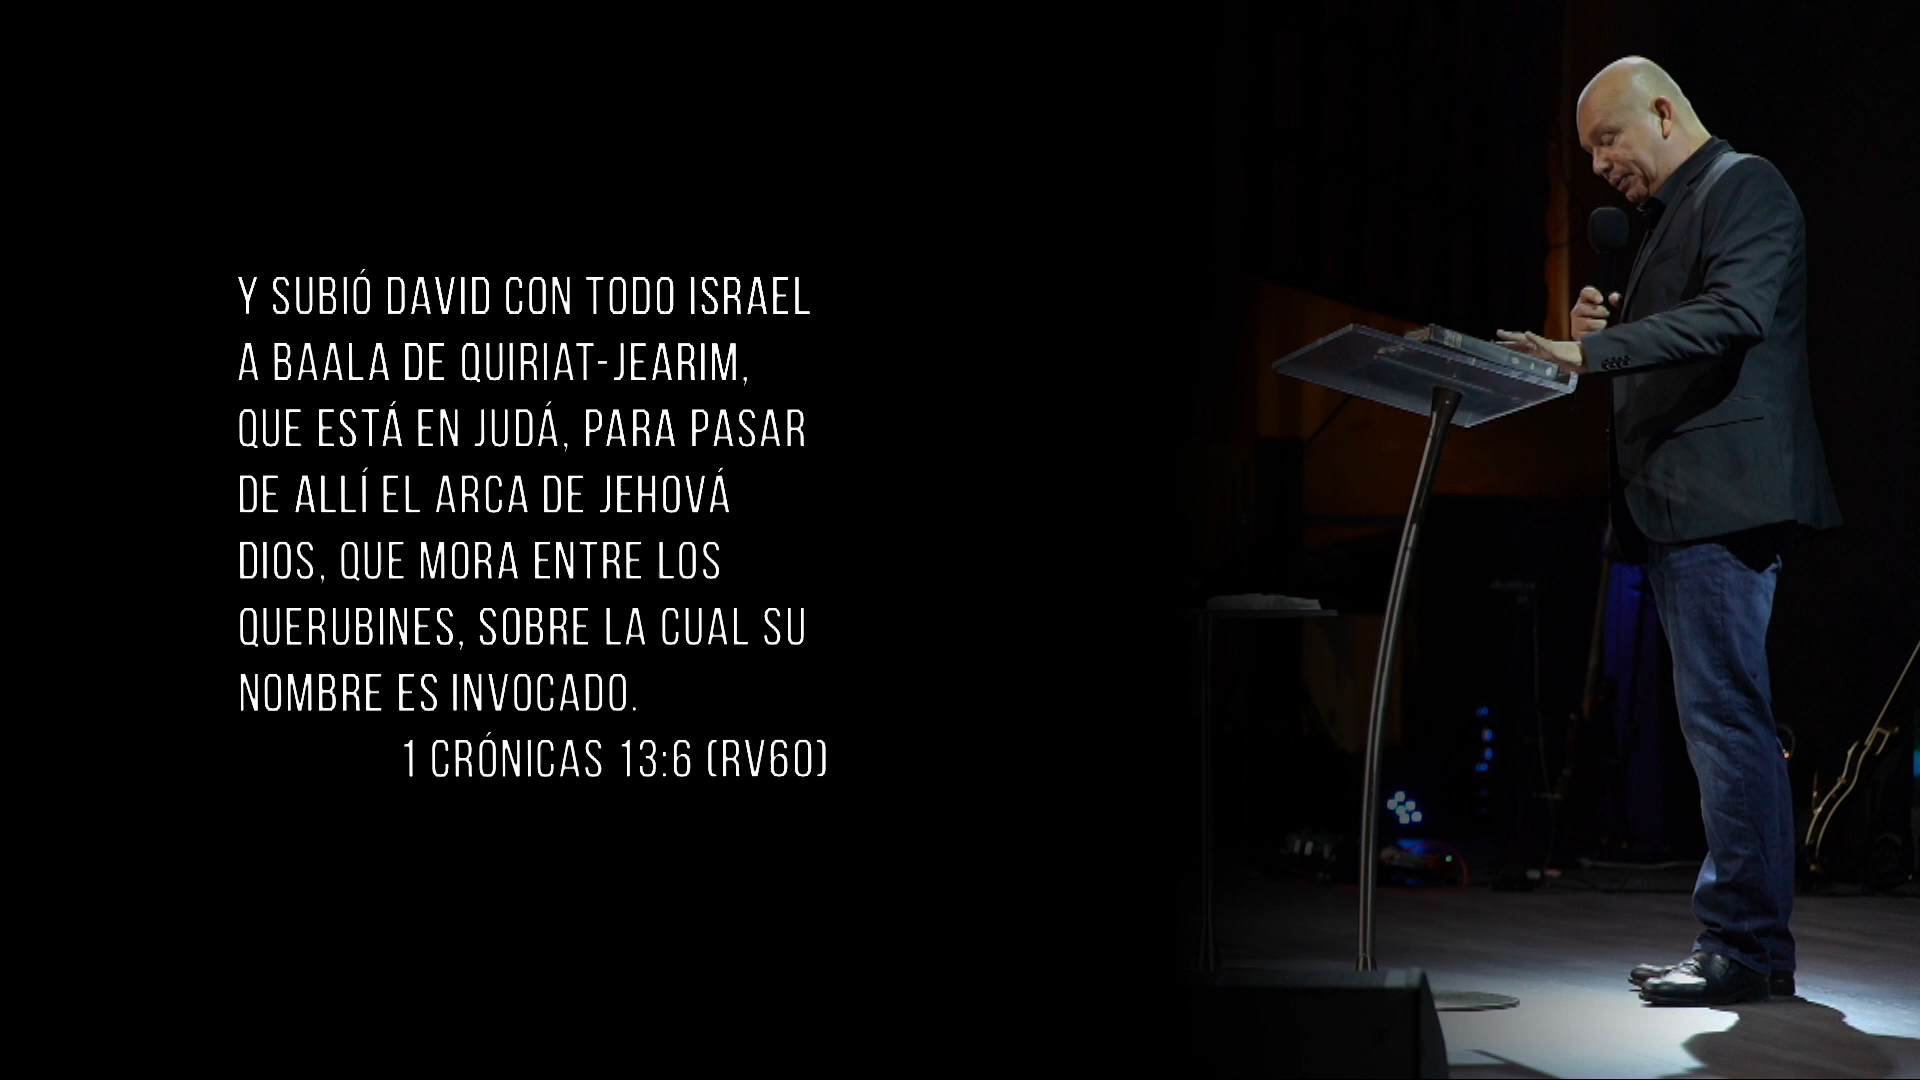 Y SUBIÓ DAVID CON TODO ISRAEL
A BAALA DE QUIRIAT-JEARIM,
QUE ESTÁ EN JUDÁ, PARA PASAR
DE ALLÍ EL ARCA DE JEHOVÁ
DIOS, QUE MORA ENTRE LOS
QUERUBINES, SOBRE LA CUAL SU
NOMBRE ES INVOCADO.
1 CRÓNICAS 13:6 (RV60)